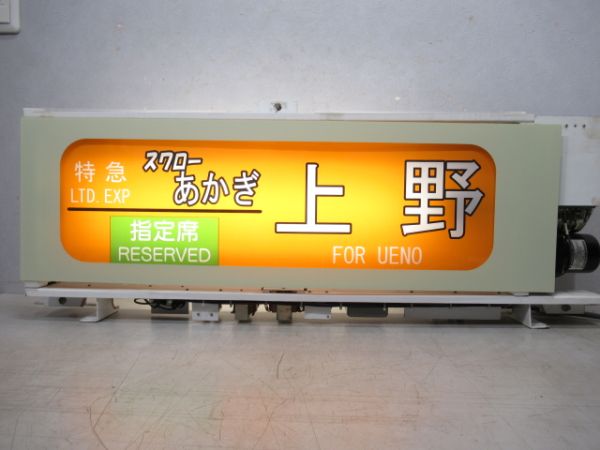 特急 スワローあかぎ
LTD. EXP
指定席
RESERVED
上野
FOR UENO